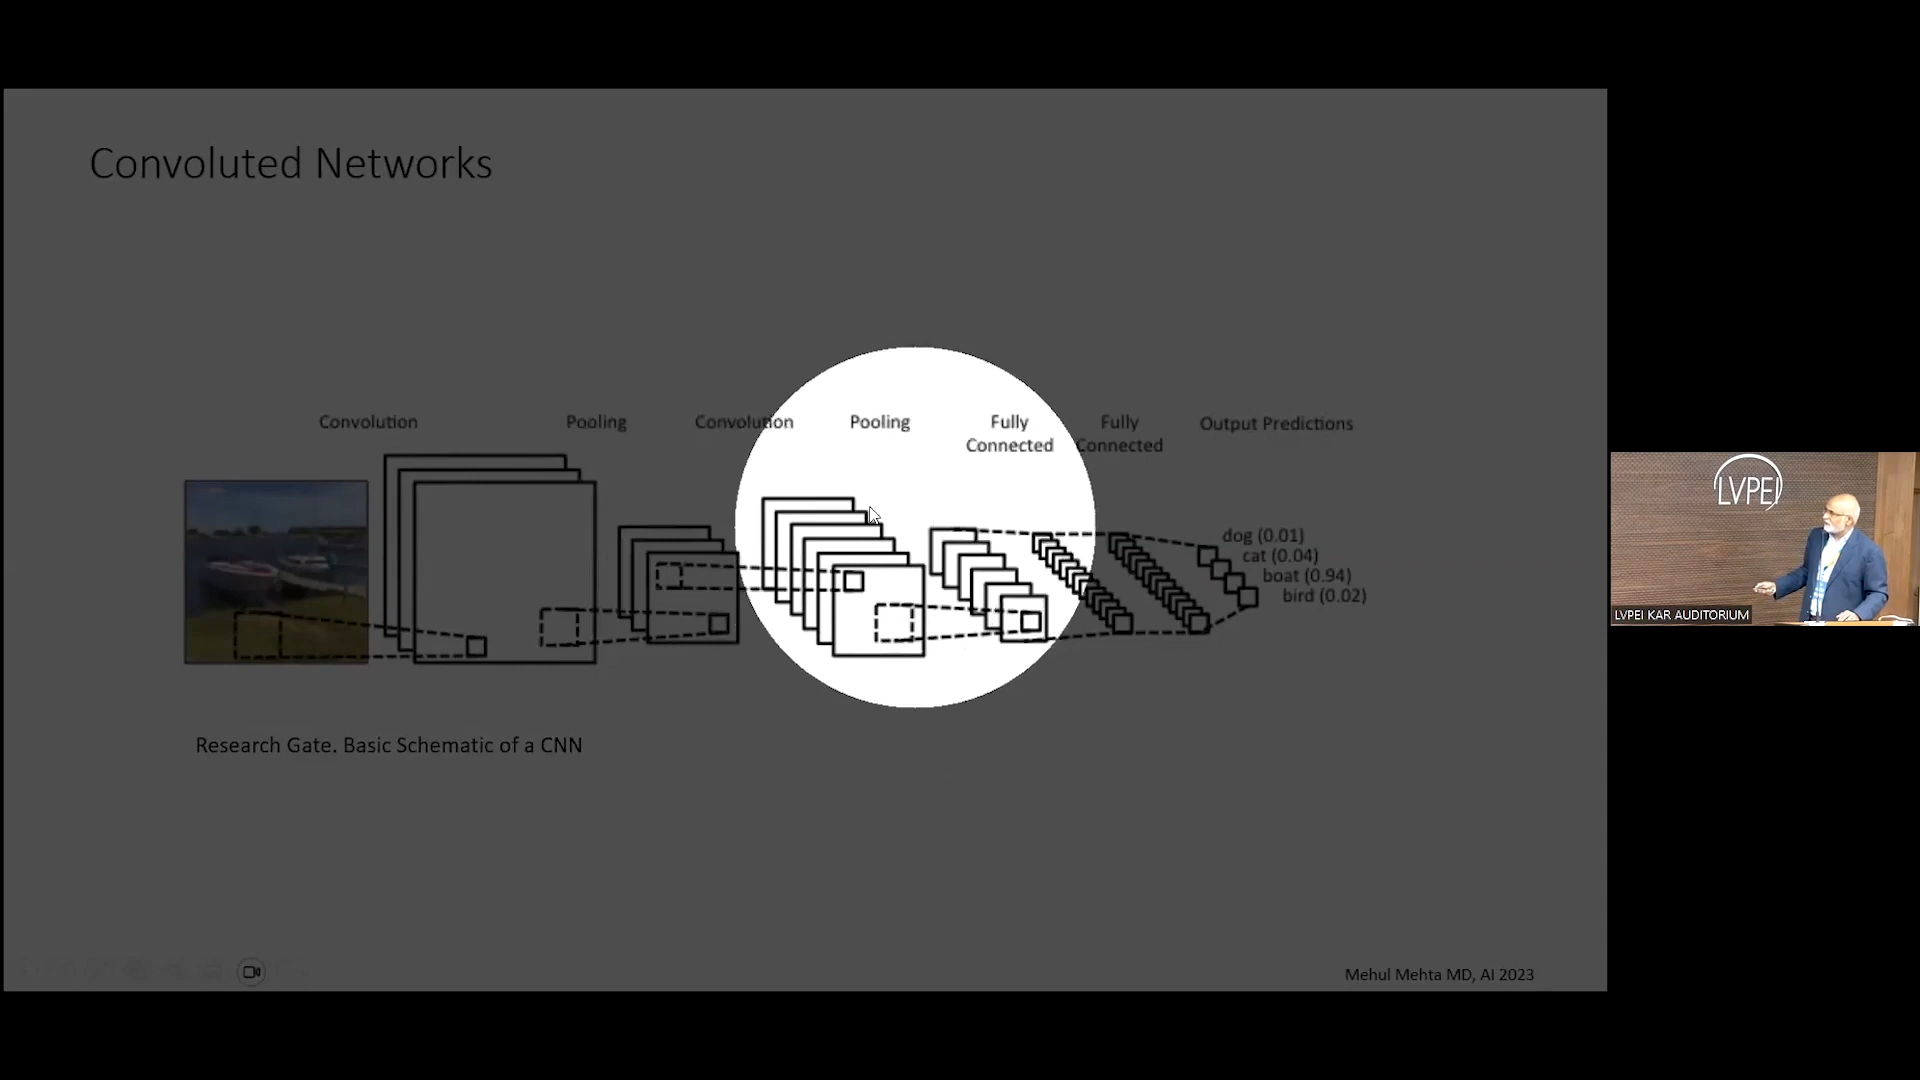 Convoluted Networks
Convolution
Pooling
Convolution
Pooling
Fully
Connected
Fully
Connected
Output Predictions
dog (0.01)
cat (0.04)
boat (0.94)
bird (0.02)
Research Gate. Basic Schematic of a CNN
Mehul Mehta MD, AI 2023
LVPEI
LVPEI KAR AUDITORIUM